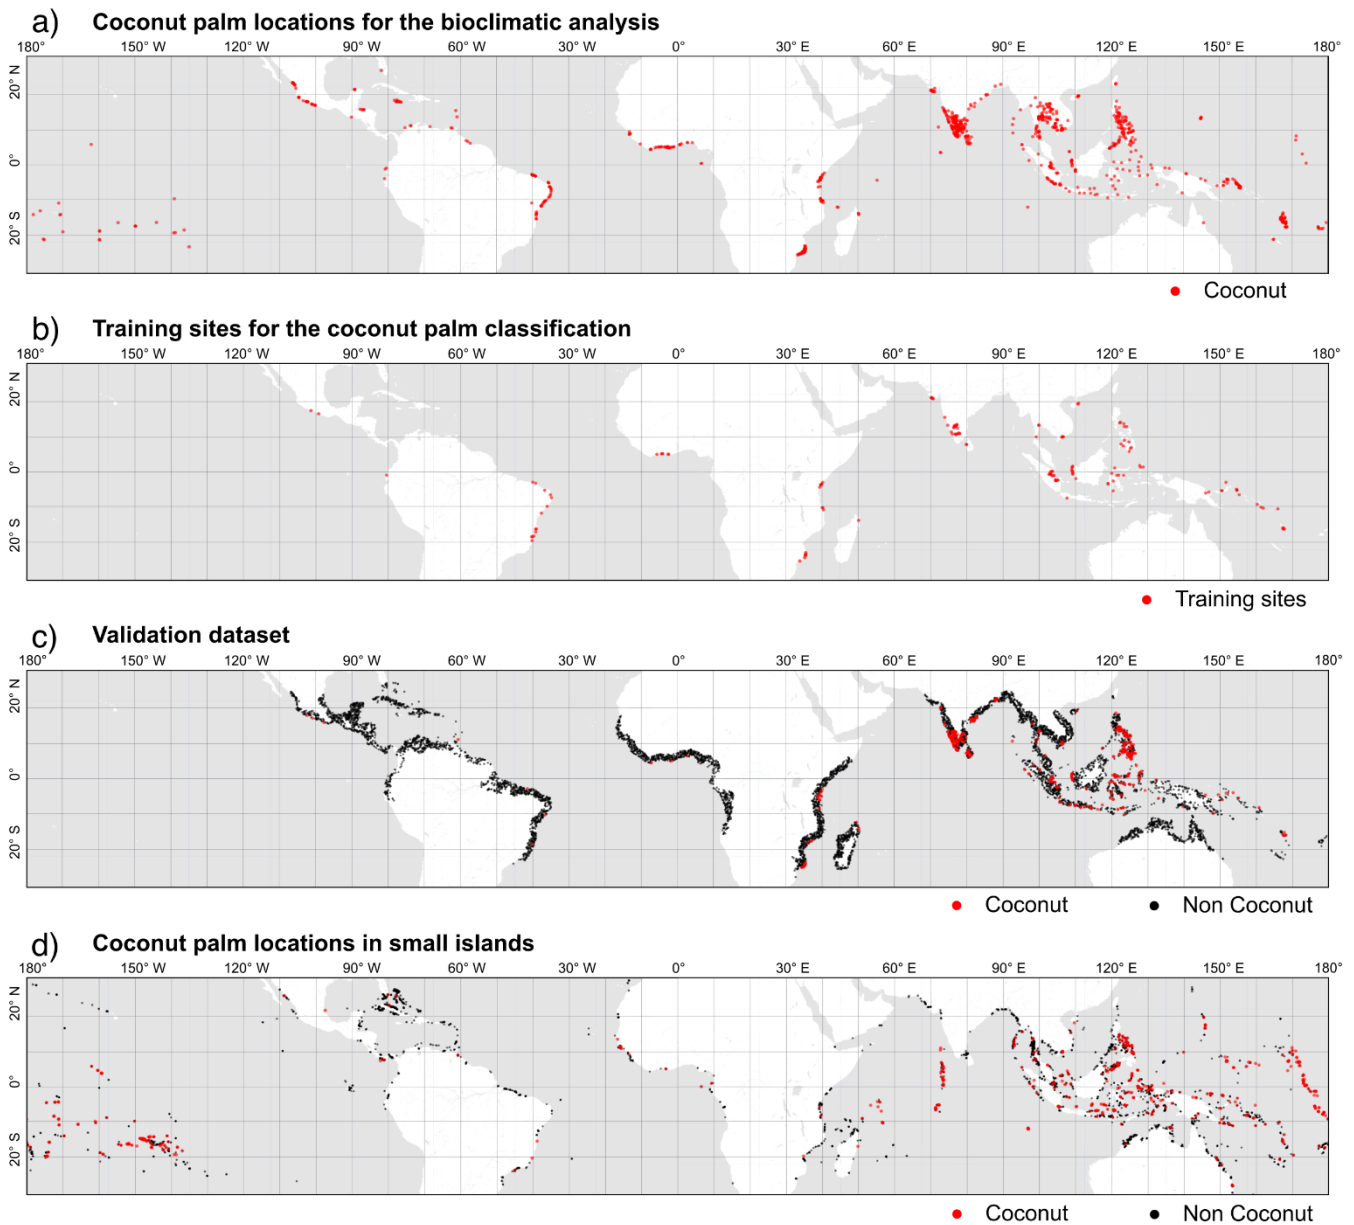 a) Coconut palm locations for the bioclimatic analysis
180° 150° W 120° W 90° W 60° W 30° W 0° 30° E 60° E 90° E 120° E 150° E 180°
20° N
0°
20° S
Coconut
b) Training sites for the coconut palm classification
180° 150° W 120° W 90° W 60° W 30° W 0° 30° E 60° E 90° E 120° E 150° E 180°
20° N
0°
20° S
Training sites
c) Validation dataset
180° 150° W 120° W 90° W 60° W 30° W 0° 30° E 60° E 90° E 120° E 150° E 180°
20° N
0°
20° S
Coconut Non Coconut
d) Coconut palm locations in small islands
180° 150° W 120° W 90° W 60° W 30° W 0° 30° E 60° E 90° E 120° E 150° E 180°
20° N
0°
20° S
Coconut Non Coconut